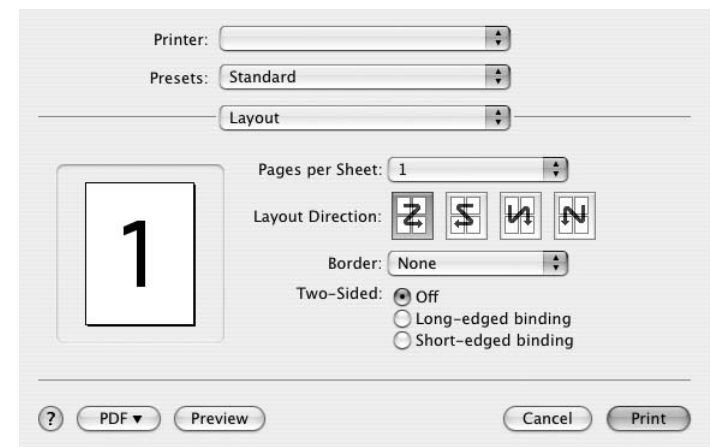 Printer:
Presets: Standard
Layout
Pages per Sheet: 1
Layout Direction:
1
Border: None
Two-Sided: Off
Long-edged binding
Short-edged binding
? PDF▼ Preview Cancel Print